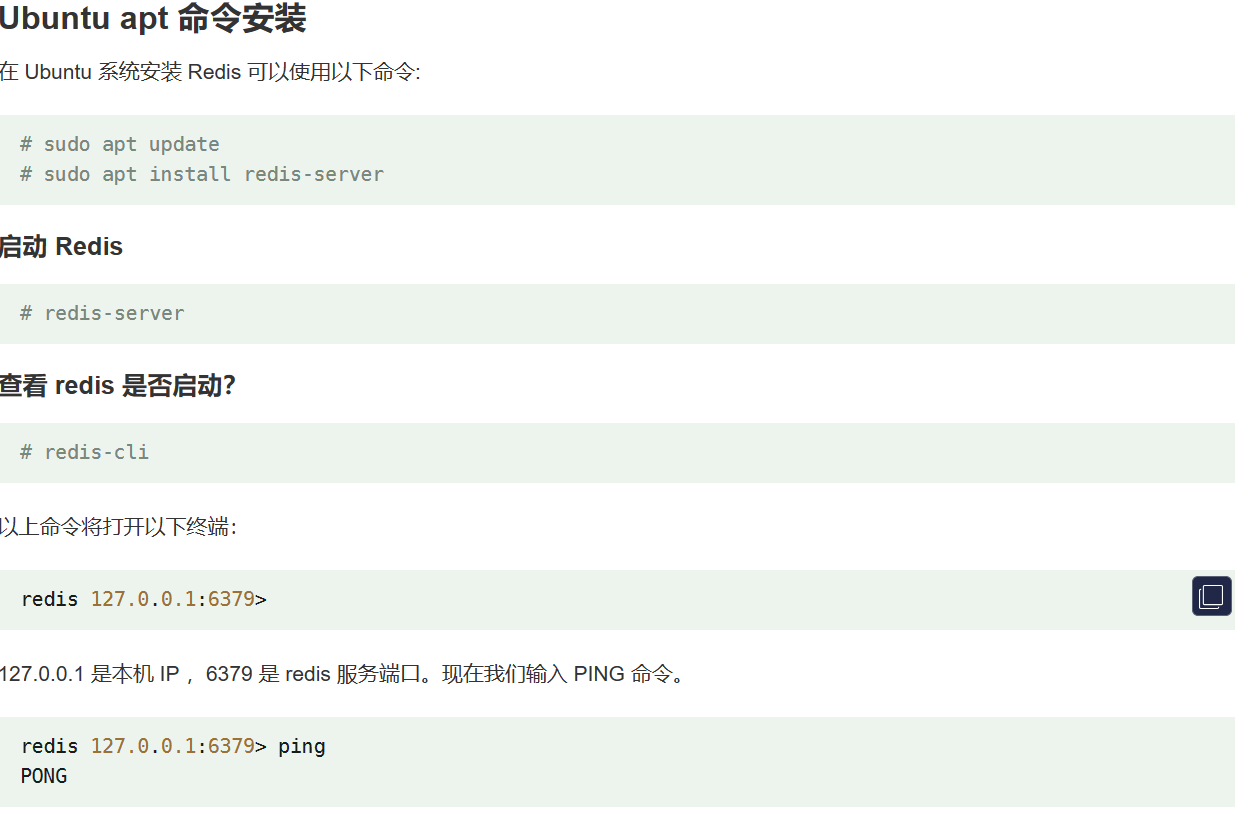 Ubuntu apt 命令安装
在 Ubuntu 系统安装 Redis 可以使用以下命令:
# sudo apt update
# sudo apt install redis-server
启动 Redis
# redis-server
查看 redis 是否启动？
# redis-cli
以上命令将打开以下终端：
redis 127.0.0.1:6379>
127.0.0.1 是本机 IP ，6379 是 redis 服务端口。现在我们输入 PING 命令。
redis 127.0.0.1:6379> ping
PONG